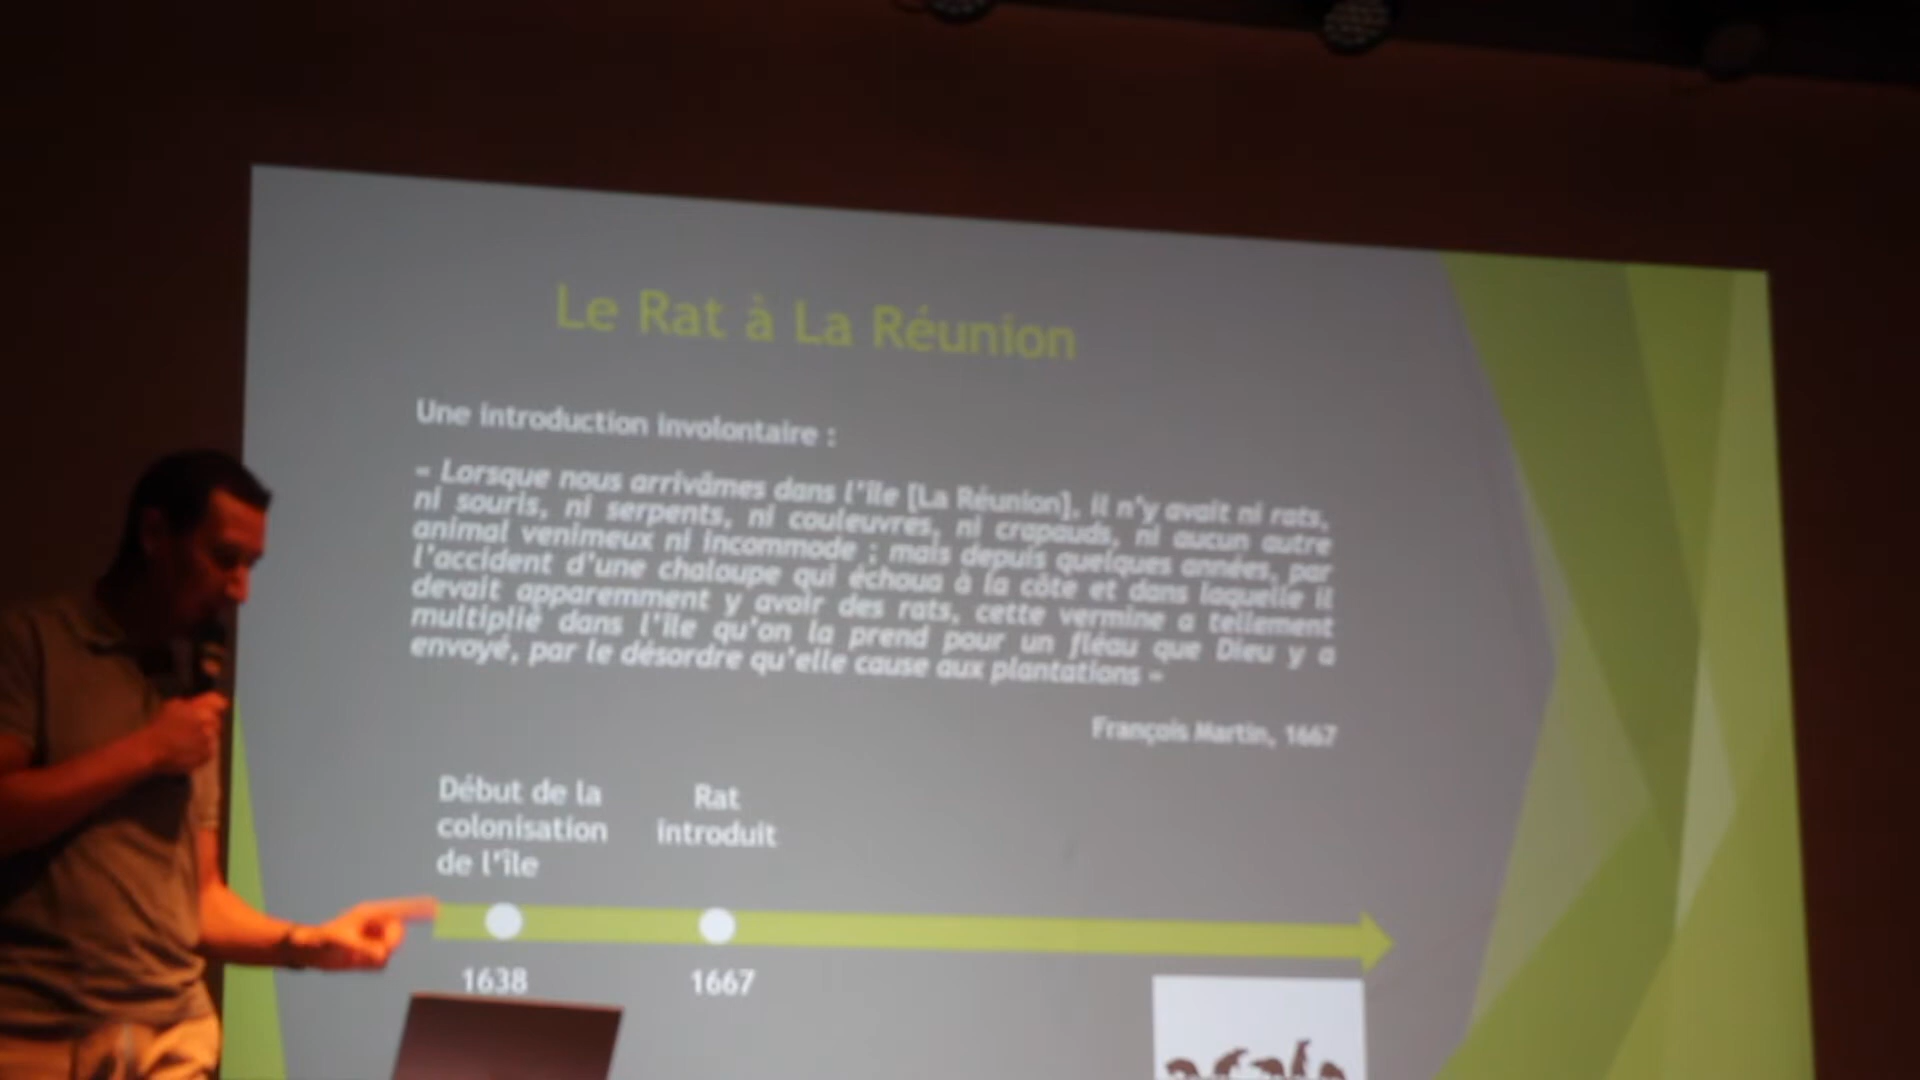 Le Rat à La Réunion
Une introduction involontaire :
« Lorsque nous arrivâmes dans l'île [La Réunion], il n'y avait ni rats,
ni souris, ni serpents, ni couleuvres, ni crapauds, ni aucun autre
animal venimeux ni incommode ; mais depuis quelques années, par
l'accident d'une chaloupe qui échoua à la côte et dans laquelle il
devait apparemment y avoir des rats, cette vermine a tellement
multiplié dans l'île qu'on la prend pour un fléau que Dieu y a
envoyé, par le désordre qu'elle cause aux plantations »
François Martin, 1667
Début de la
colonisation
de l'île
Rat
introduit
1638
1667